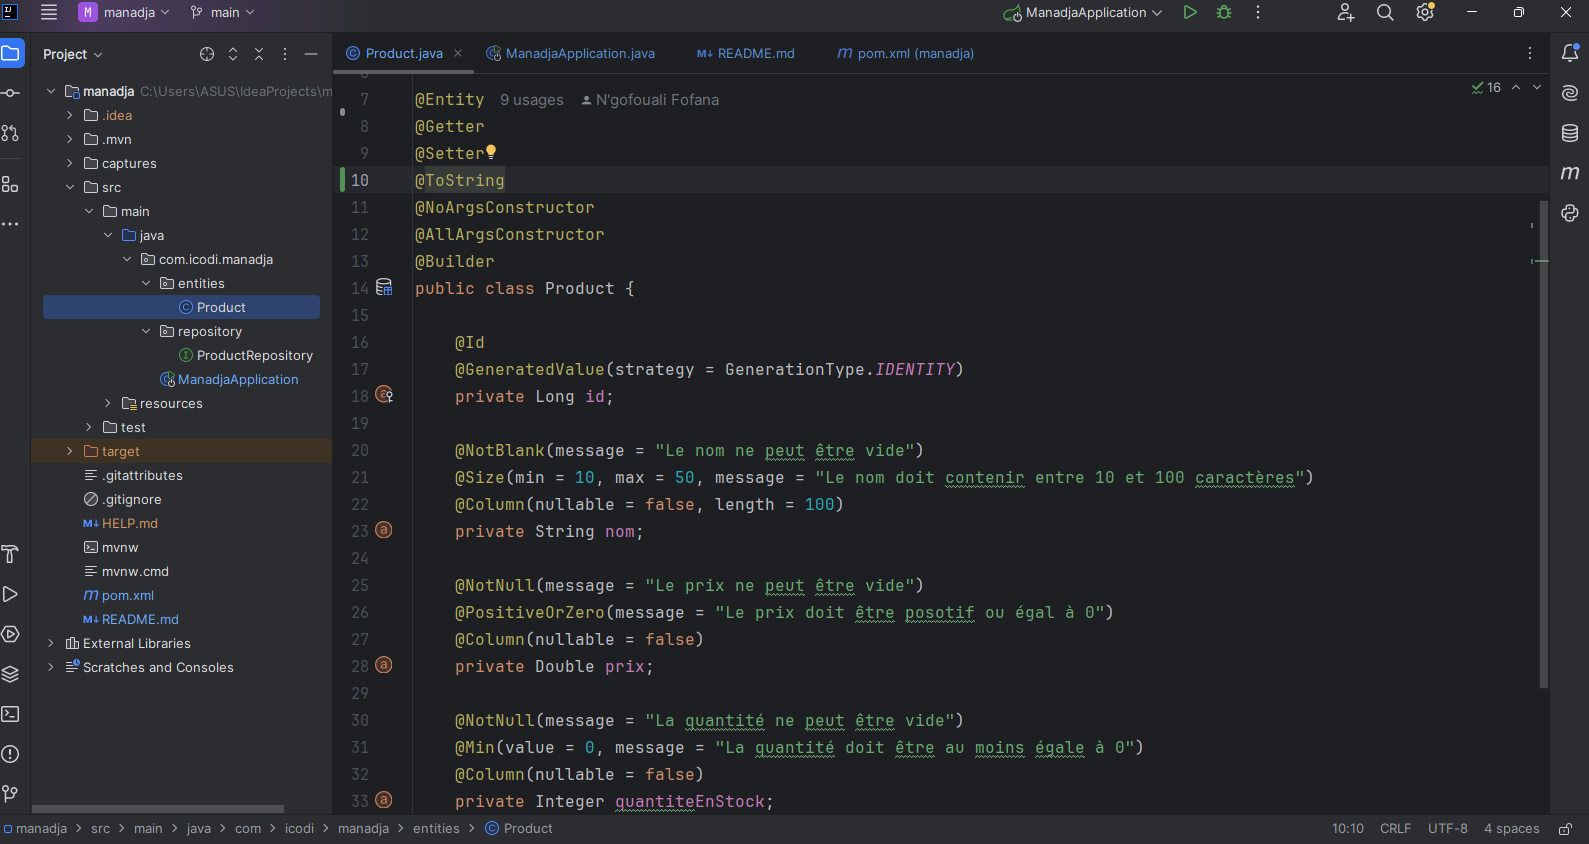 M manadja main ManadjaApplication
Project
Product.java ManadjaApplication.java M↓ README.md m pom.xml (manadja)
manadja C:\Users\ASUS\IdeaProjects\m
.idea
.mvn
captures
src
main
java
com.icodi.manadja
entities
Product
repository
ProductRepository
ManadjaApplication
resources
test
target
.gitattributes
.gitignore
M↓ HELP.md
mvnw
mvnw.cmd
m pom.xml
M↓ README.md
External Libraries
Scratches and Consoles
16
7 @Entity 9 usages N'gofouali Fofana
8 @Getter
9 @Setter
10 @ToString
11 @NoArgsConstructor
12 @AllArgsConstructor
13 @Builder
14 public class Product {
15
16 @Id
17 @GeneratedValue(strategy = GenerationType.IDENTITY)
18 private Long id;
19
20 @NotBlank(message = "Le nom ne peut être vide")
21 @Size(min = 10, max = 50, message = "Le nom doit contenir entre 10 et 100 caractères")
22 @Column(nullable = false, length = 100)
23 private String nom;
24
25 @NotNull(message = "Le prix ne peut être vide")
26 @PositiveOrZero(message = "Le prix doit être posotif ou égal à 0")
27 @Column(nullable = false)
28 private Double prix;
29
30 @NotNull(message = "La quantité ne peut être vide")
31 @Min(value = 0, message = "La quantité doit être au moins égale à 0")
32 @Column(nullable = false)
33 private Integer quantiteEnStock;
manadja > src > main > java > com > icodi > manadja > entities > Product 10:10 CRLF UTF-8 4 spaces